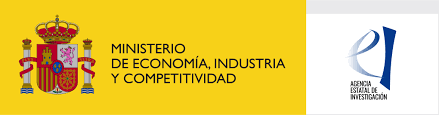 MINISTERIO
DE ECONOMÍA, INDUSTRIA
Y COMPETITIVIDAD
AGENCIA
ESTATAL DE
INVESTIGACIÓN